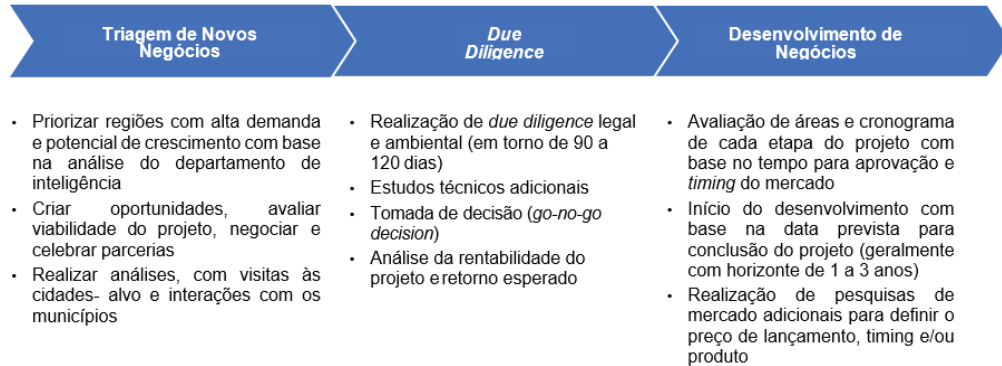 Triagem de Novos
Negócios
Due
Diligence
Desenvolvimento de
Negócios
• Priorizar regiões com alta demanda
e potencial de crescimento com base
na análise do departamento de
inteligência
• Criar oportunidades, avaliar
viabilidade do projeto, negociar e
celebrar parcerias
• Realizar análises, com visitas às
cidades- alvo e interações com os
municípios
• Realização de due diligence legal
e ambiental (em torno de 90 a
120 dias)
• Estudos técnicos adicionais
• Tomada de decisão (go-no-go
decision)
• Análise da rentabilidade do
projeto e retorno esperado
• Avaliação de áreas e cronograma
de cada etapa do projeto com
base no tempo para aprovação e
timing do mercado
• Início do desenvolvimento com
base na data prevista para
conclusão do projeto (geralmente
com horizonte de 1 a 3 anos)
• Realização de pesquisas de
mercado adicionais para definir o
preço de lançamento, timing e/ou
produto